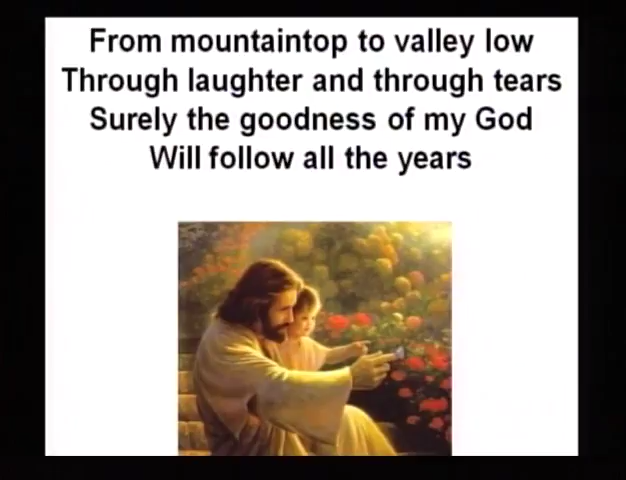 From mountaintop to valley low
Through laughter and through tears
Surely the goodness of my God
Will follow all the years